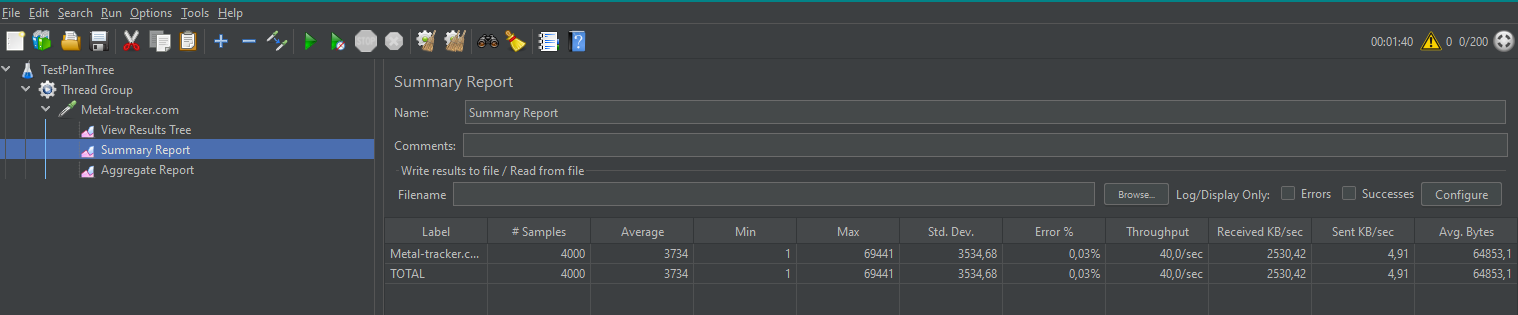 File Edit Search Run Options Tools Help
STOP 00:01:40 0 0/200
TestPlanThree
Thread Group
Metal-tracker.com
View Results Tree
Summary Report
Aggregate Report
Summary Report
Name: Summary Report
Comments:
Write results to file / Read from file
Filename Browse... Log/Display Only: Errors Successes Configure
Label # Samples Average Min Max Std. Dev. Error % Throughput Received KB/sec Sent KB/sec Avg. Bytes
Metal-tracker.c... 4000 3734 1 69441 3534,68 0,03% 40,0/sec 2530,42 4,91 64853,1
TOTAL 4000 3734 1 69441 3534,68 0,03% 40,0/sec 2530,42 4,91 64853,1